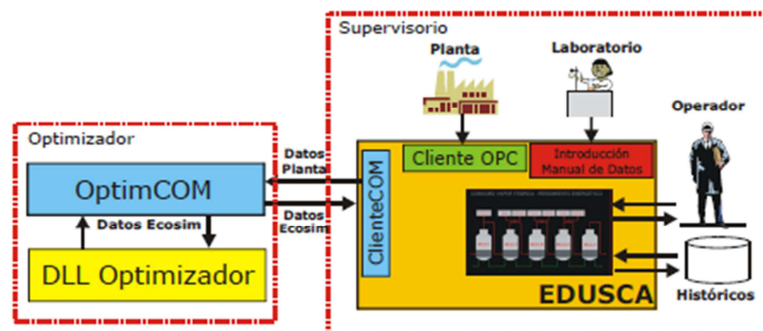 Supervisorio
Planta
Laboratorio
Operador
Optimizador
OptimCOM
Datos
Planta
Datos
Ecosim
Datos Ecosim
DLL Optimizador
ClienteCOM
Cliente OPC
Introducción
Manual de Datos
EDUSCA
Históricos